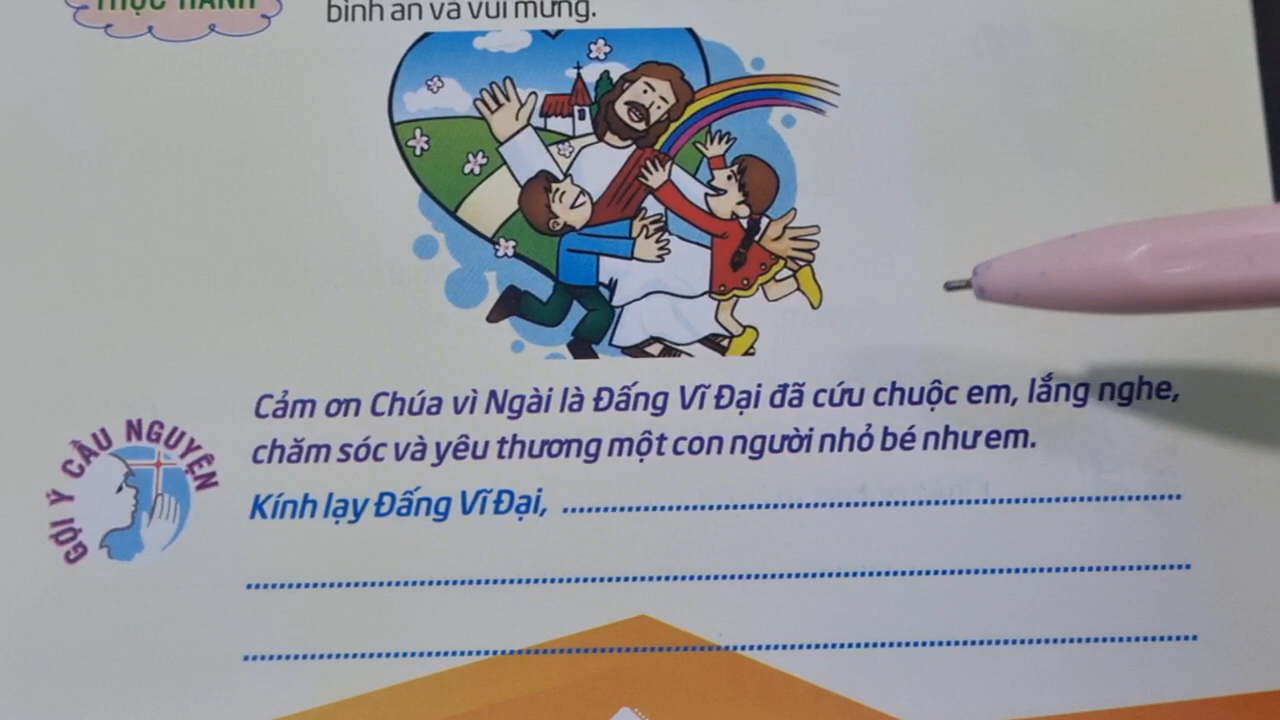 THỰC HÀNH
bình an và vui mừng.
Cảm ơn Chúa vì Ngài là Đấng Vĩ Đại đã cứu chuộc em, lắng nghe,
chăm sóc và yêu thương một con người nhỏ bé như em.
GỢI Ý CẦU NGUYỆN
Kính lạy Đấng Vĩ Đại,